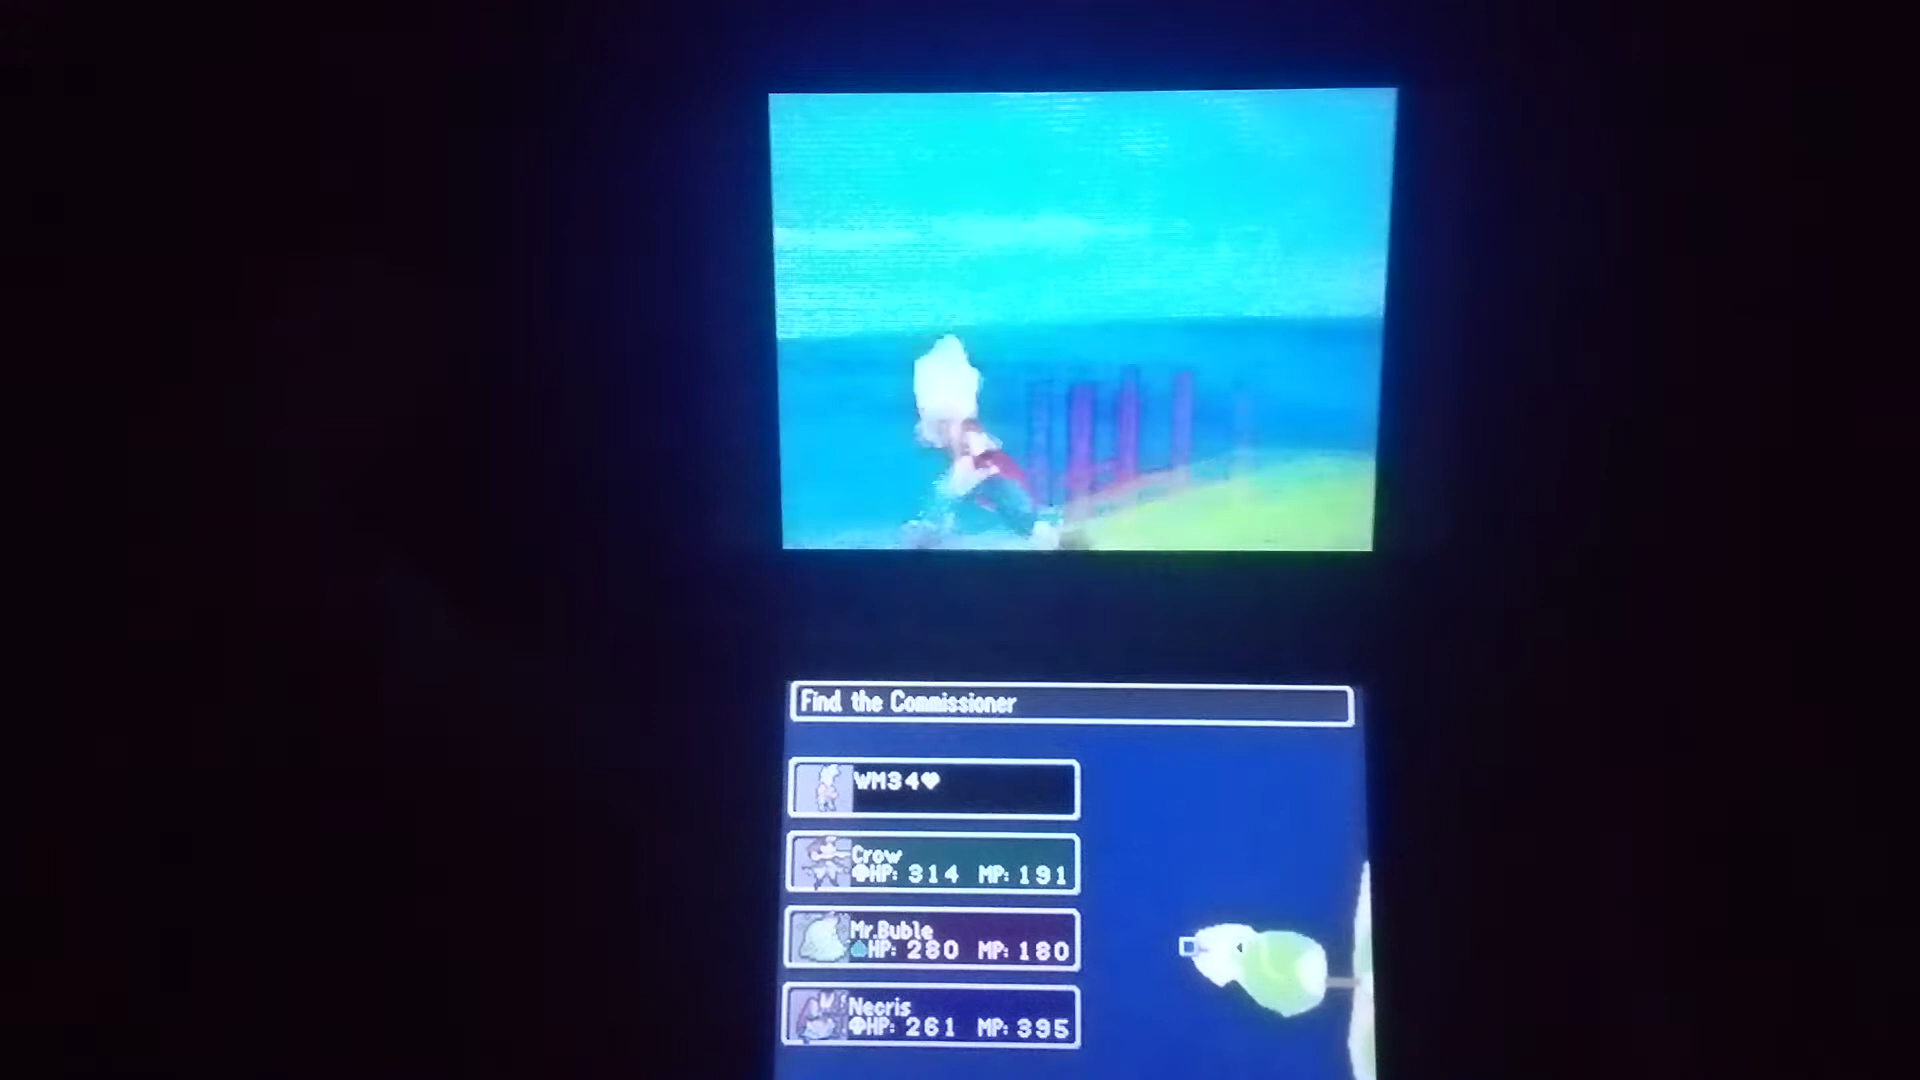 Find the Commissioner
WM34♥
Crow
HP: 314 MP: 191
Mr.Buble
HP: 280 MP: 180
Necris
HP: 261 MP: 395